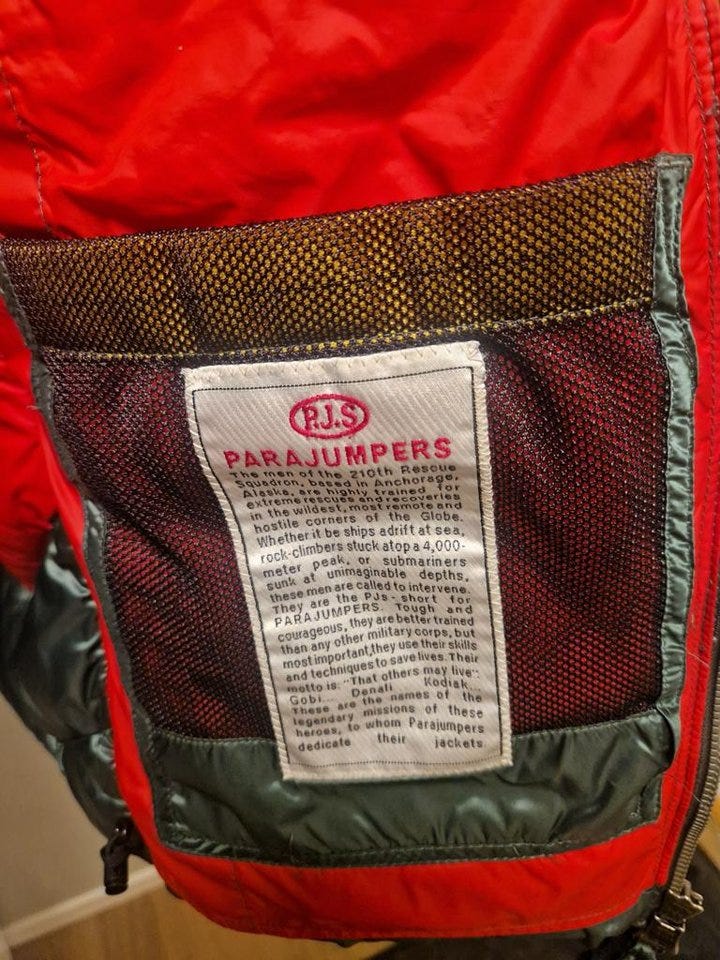 P.J.S
PARAJUMPERS
The men of the 210th Rescue
Squadron, based in Anchorage,
Alaska, are highly trained for
extreme rescues and recoveries
in the wildest, most remote and
hostile corners of the Globe.
Whether it be ships adrift at sea,
rock-climbers stuck atop a 4,000-
meter peak, or submariners
sunk at unimaginable depths,
these men are called to intervene.
They are the PJs - short for
PARAJUMPERS. Tough and
courageous, they are better trained
than any other military corps, but
most important,they use their skills
and techniques to save lives. Their
motto is: "That others may live":
Gobi... Denali Kodiak...
These are the names of the
legendary missions of these
heroes, to whom Parajumpers
dedicate their jackets